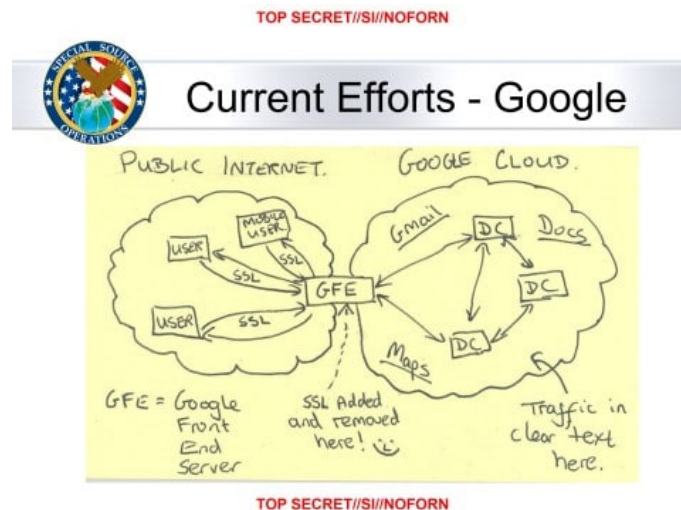 TOP SECRET//SI//NOFORN
SPECIAL SOURCE
OPERATIONS
Current Efforts - Google
PUBLIC INTERNET.
GOOGLE CLOUD.
MOBILE
USER
USER
SSL
SSL
USER
SSL
GFE
Gmail
DC
Docs
DC
DC
Maps
GFE = Google
Front
End
Server
SSL Added
and removed
here!
Traffic in
clear text
here.
TOP SECRET//SI//NOFORN